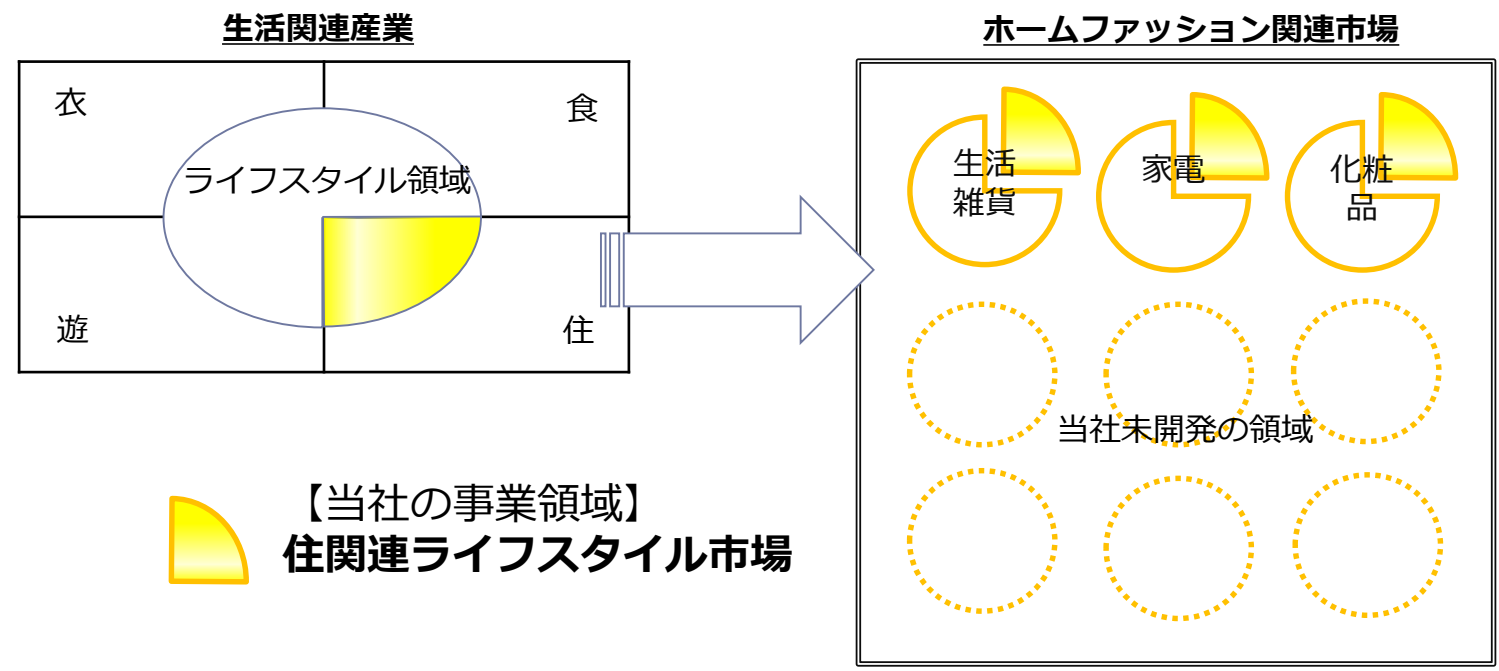 生活関連産業
ホームファッション関連市場
衣
食
ライフスタイル領域
遊
住
生活
雑貨
家電
化粧
品
当社未開発の領域
【当社の事業領域】
住関連ライフスタイル市場